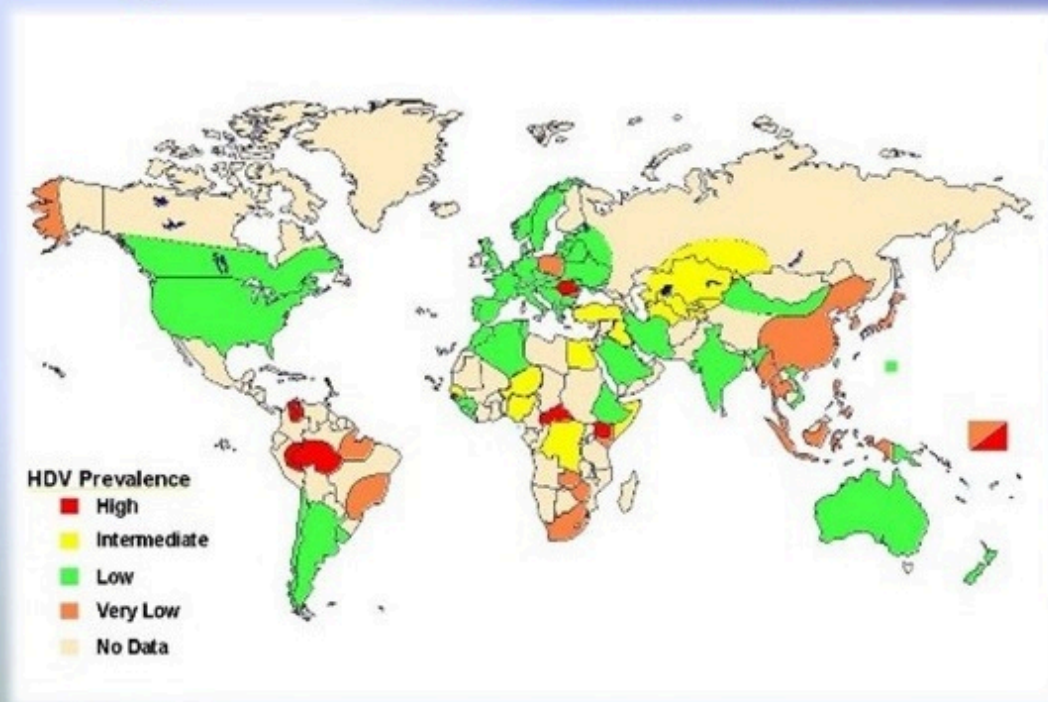 HDV Prevalence
High
Intermediate
Low
Very Low
No Data